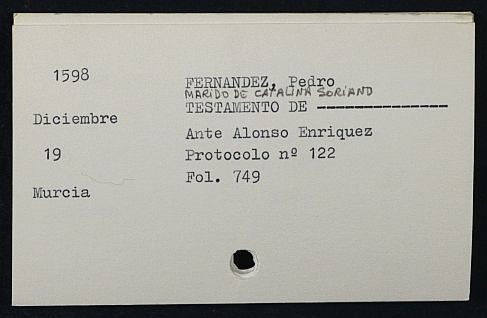 1598
FERNANDEZ, Pedro
MARIDO DE CATALINA SORIANO
Diciembre
TESTAMENTO DE ---------------
19
Ante Alonso Enriquez
Protocolo nº 122
Murcia
Fol. 749